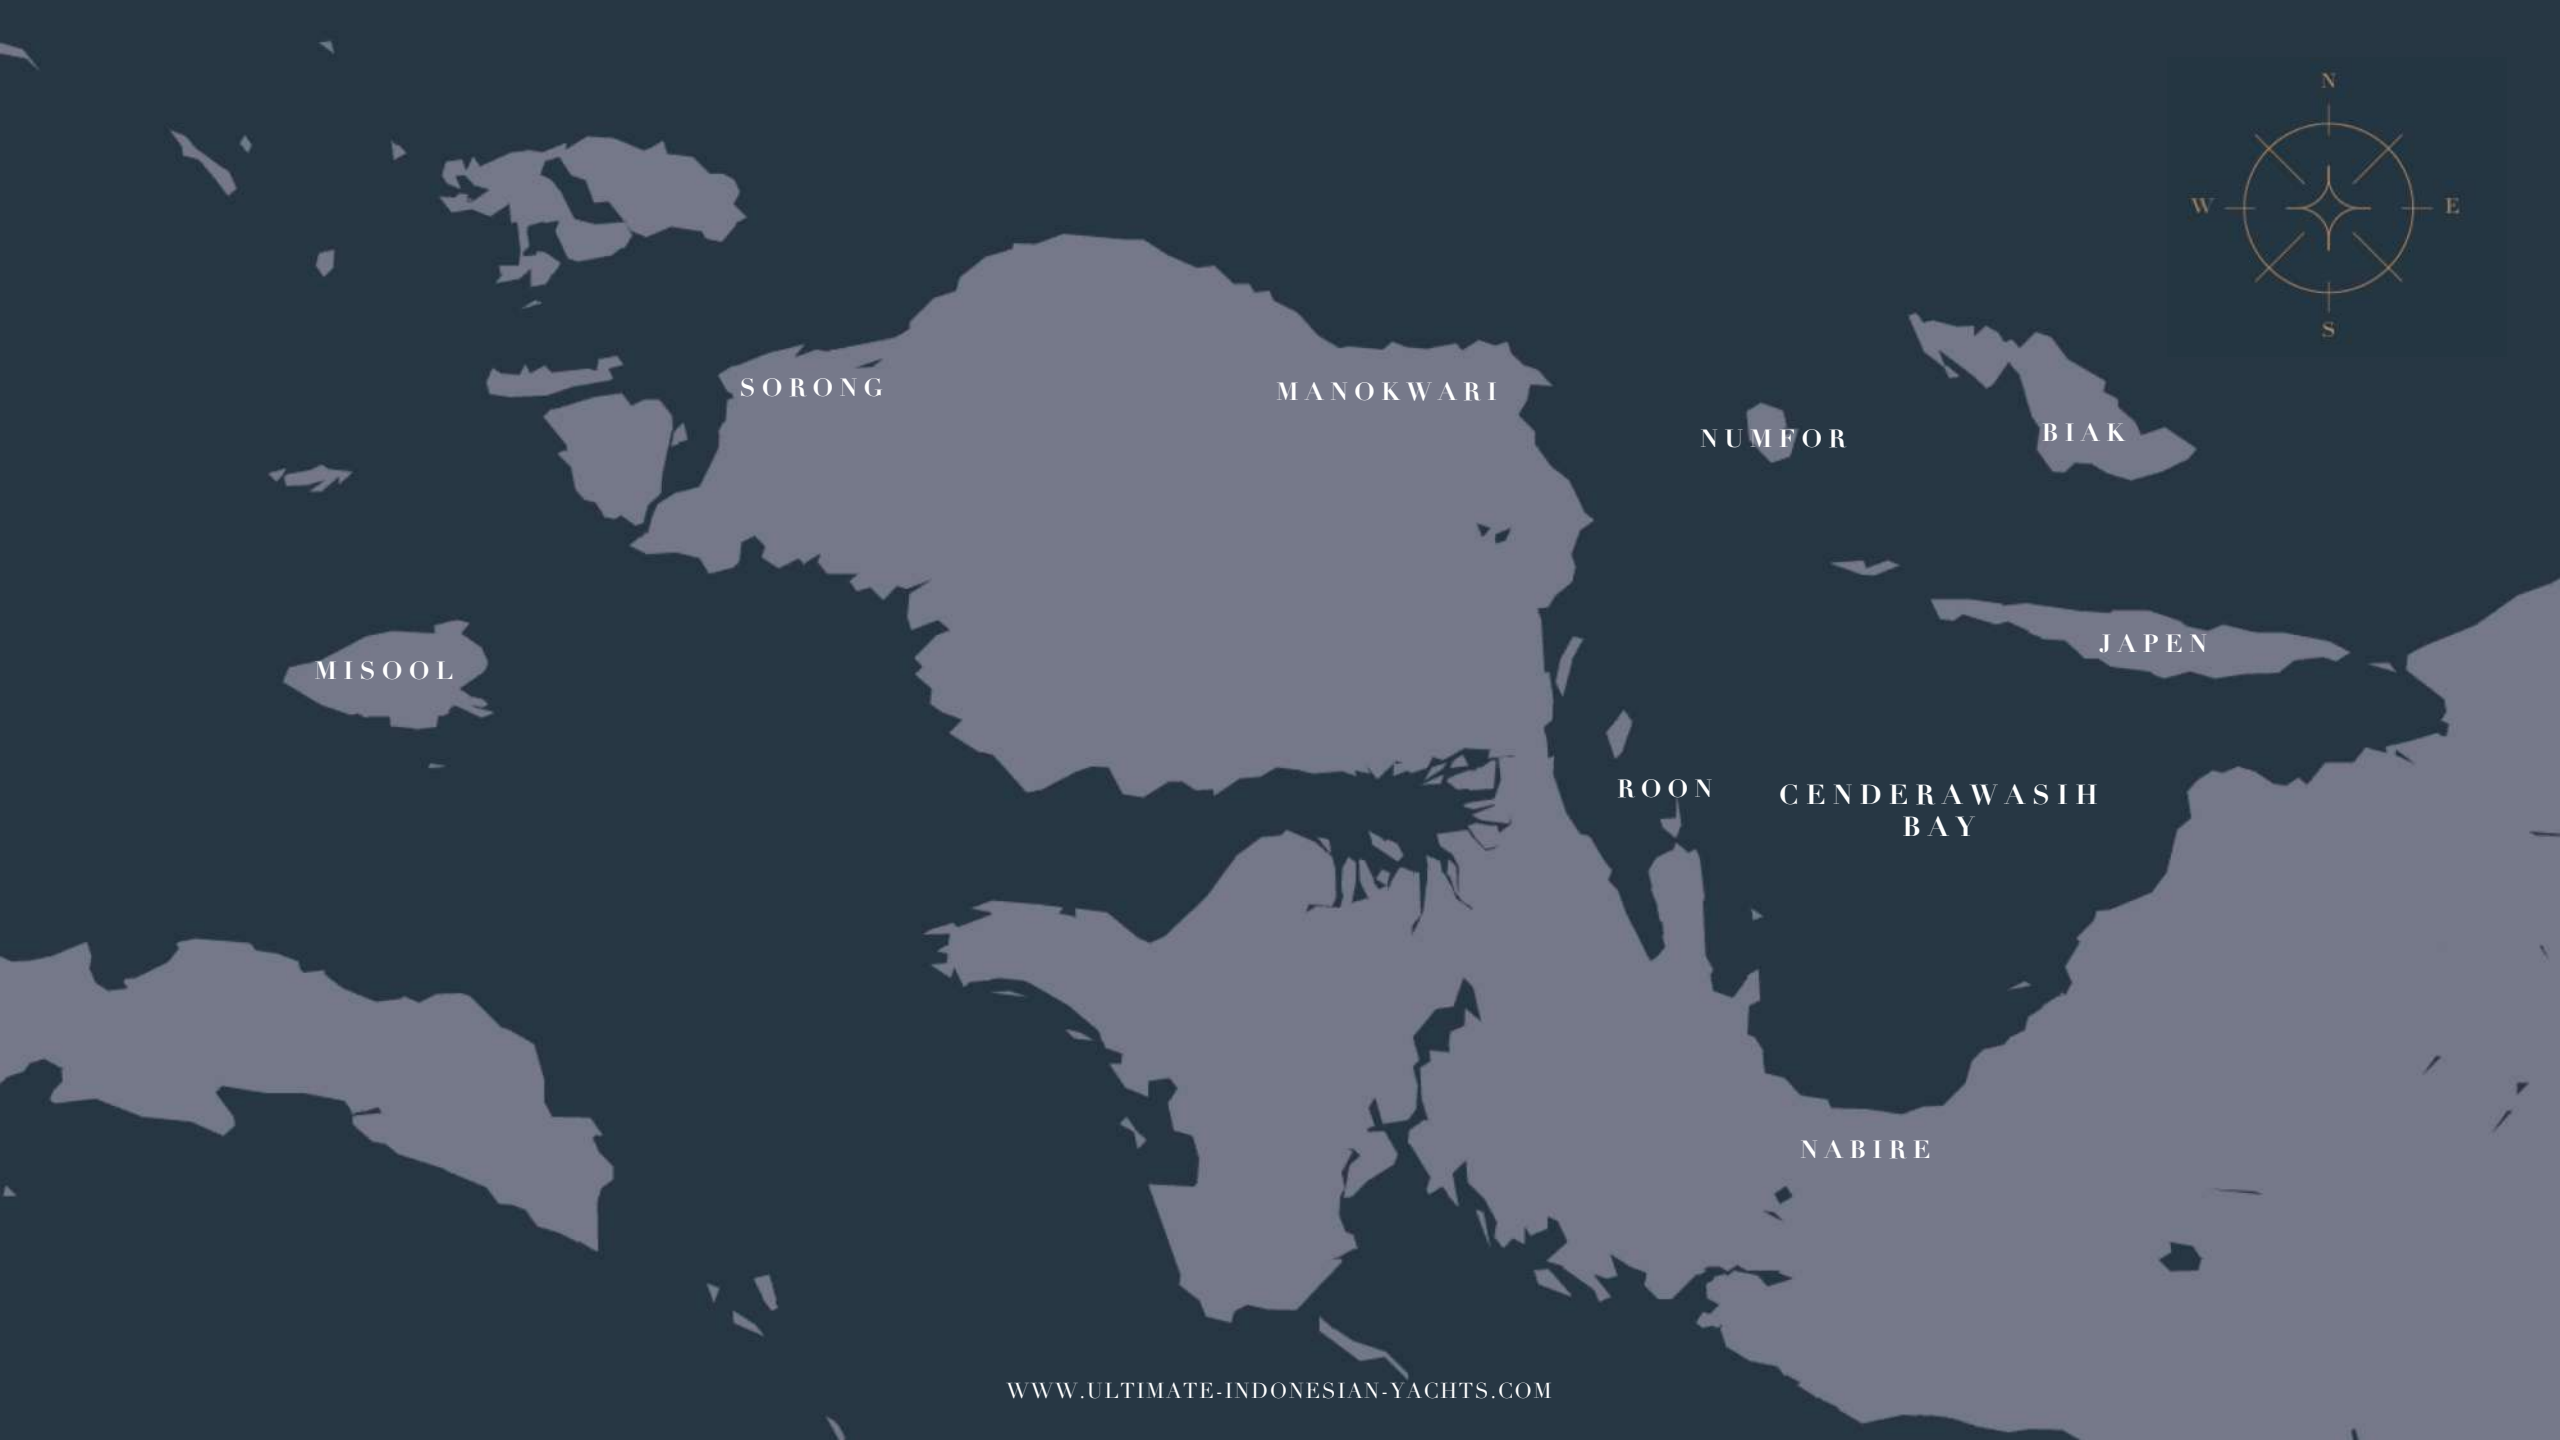 N
W
E
S
SORONG
MANOKWARI
NUMFOR
BIAK
MISOOL
JAPEN
ROON
CENDERAWASIH
BAY
NABIRE
WWW.ULTIMATE-INDONESIAN-YACHTS.COM